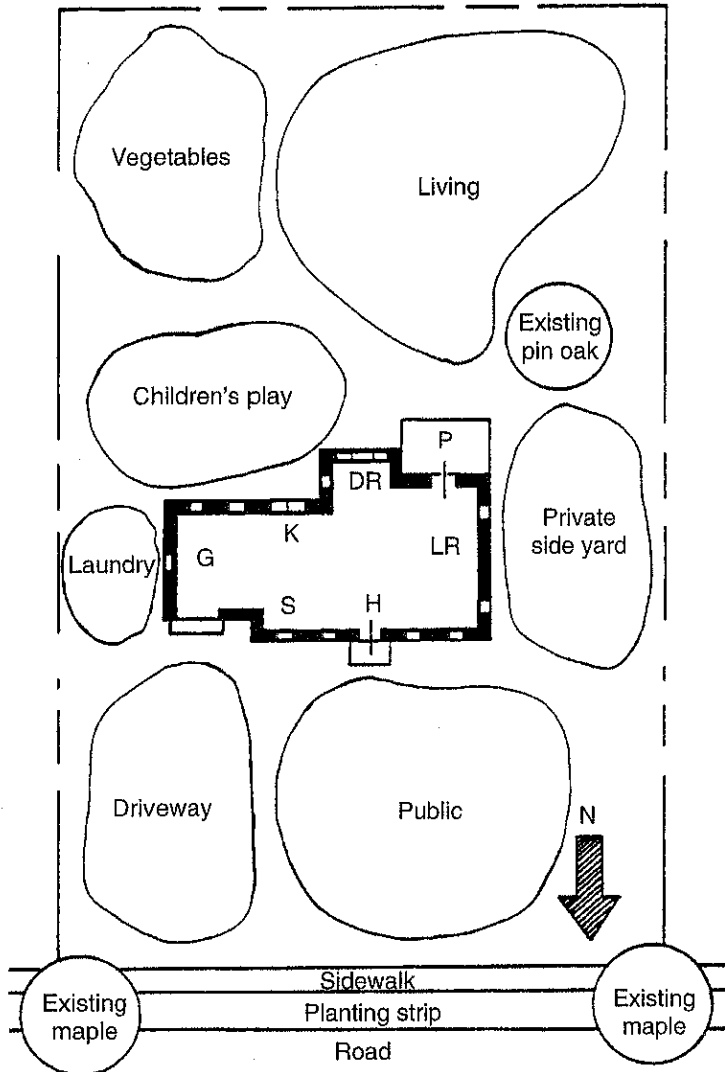 Vegetables
Living
Existing
pin oak
Children's play
P
DR
K
LR
Private
side yard
Laundry
G
S
H
Driveway
Public
N
Sidewalk
Existing
maple
Planting strip
Existing
maple
Road